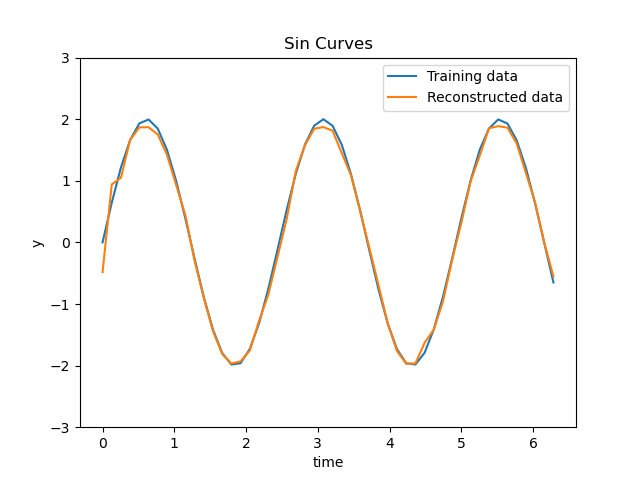 Sin Curves
Training data
Reconstructed data
3
2
1
0
−1
−2
−3
y
0 1 2 3 4 5 6
time